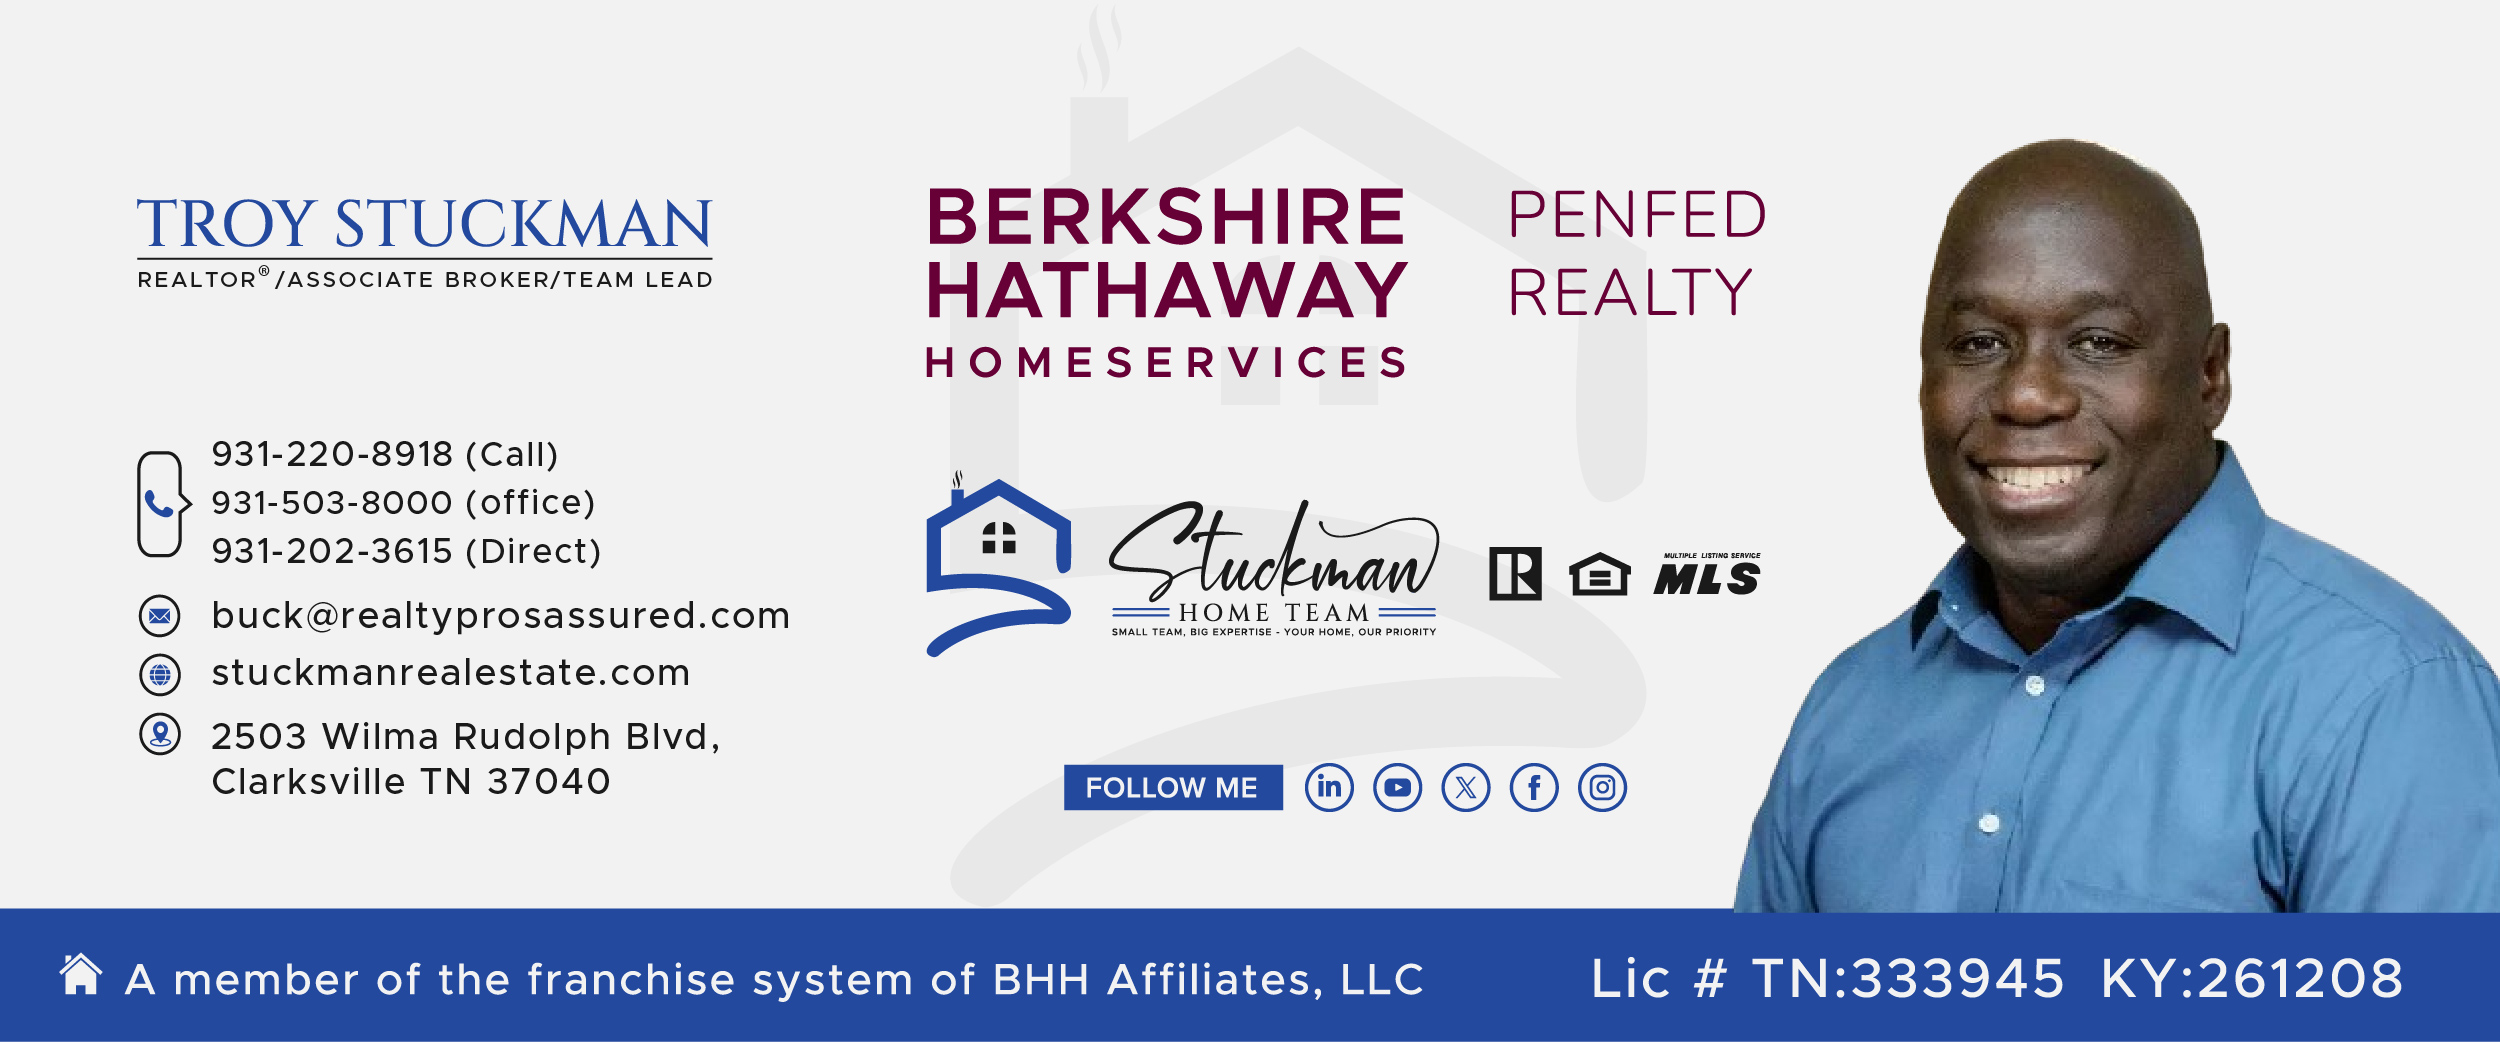 TROY STUCKMAN
REALTOR®/ASSOCIATE BROKER/TEAM LEAD
931-220-8918 (Call)
931-503-8000 (office)
931-202-3615 (Direct)
buck@realtyprosassured.com
stuckmanrealestate.com
2503 Wilma Rudolph Blvd,
Clarksville TN 37040
BERKSHIRE
HATHAWAY
HOMESERVICES
PENFED
REALTY
Stuckman
HOME TEAM
SMALL TEAM, BIG EXPERTISE - YOUR HOME, OUR PRIORITY
R
MULTIPLE LISTING SERVICE
MLS
FOLLOW ME
A member of the franchise system of BHH Affiliates, LLC
Lic # TN:333945 KY:261208